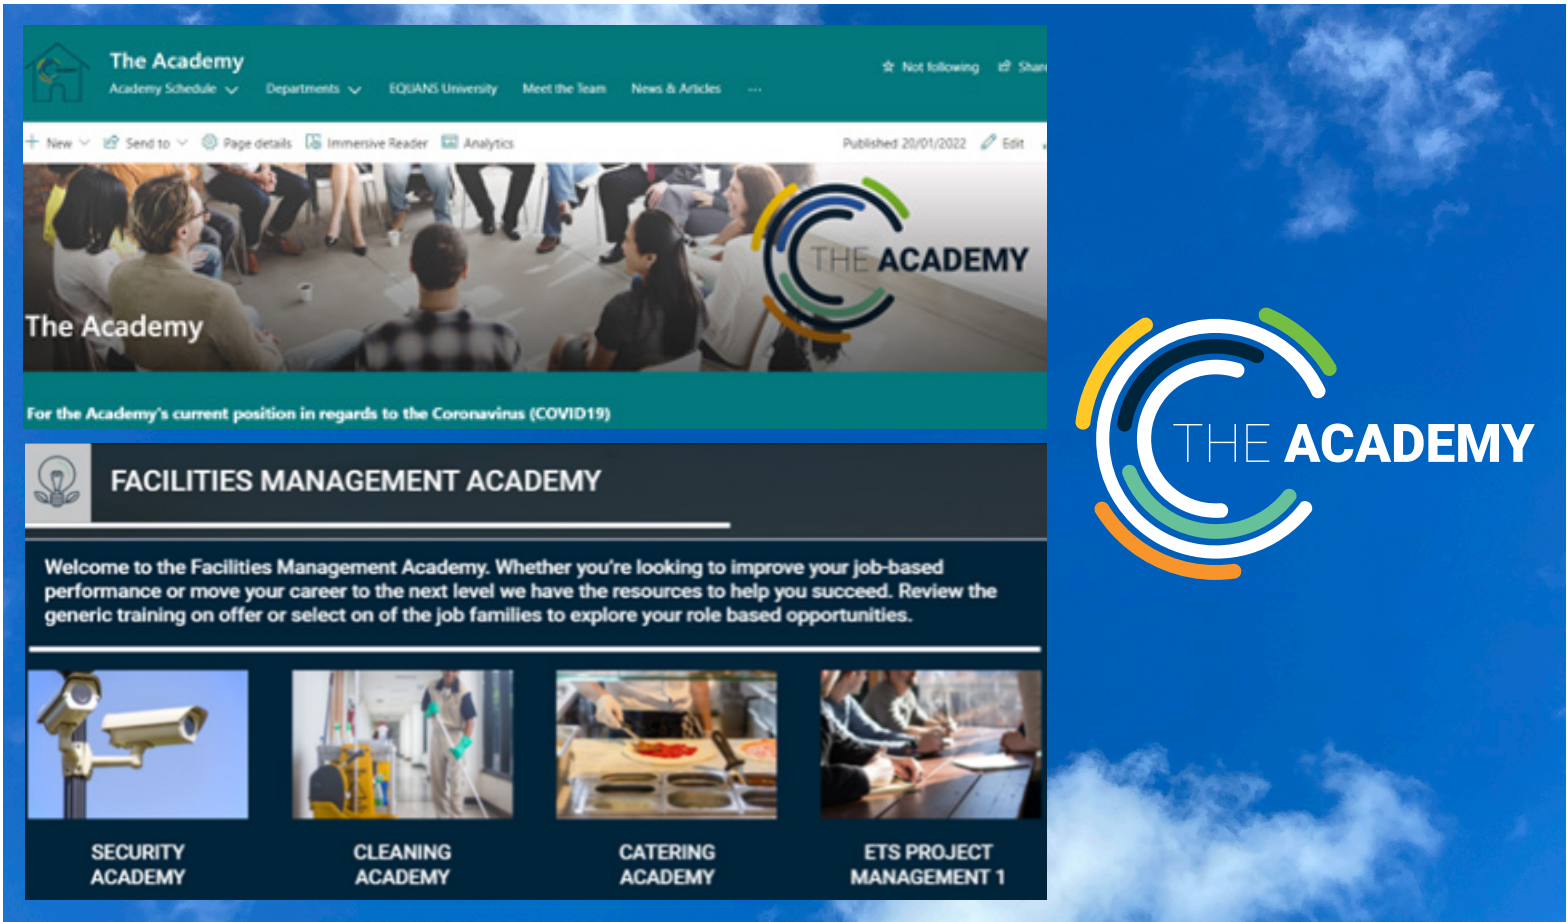 The Academy
Not following Share
Academy Schedule Departments EQUANS University Meet the Team News & Articles ...
+ New Send to Page details Immersive Reader Analytics Published 20/01/2022 Edit
THE ACADEMY
The Academy
For the Academy's current position in regards to the Coronavirus (COVID19)
THE ACADEMY
FACILITIES MANAGEMENT ACADEMY
Welcome to the Facilities Management Academy. Whether you're looking to improve your job-based
performance or move your career to the next level we have the resources to help you succeed. Review the
generic training on offer or select on of the job families to explore your role based opportunities.
SECURITY
ACADEMY
CLEANING
ACADEMY
CATERING
ACADEMY
ETS PROJECT
MANAGEMENT 1